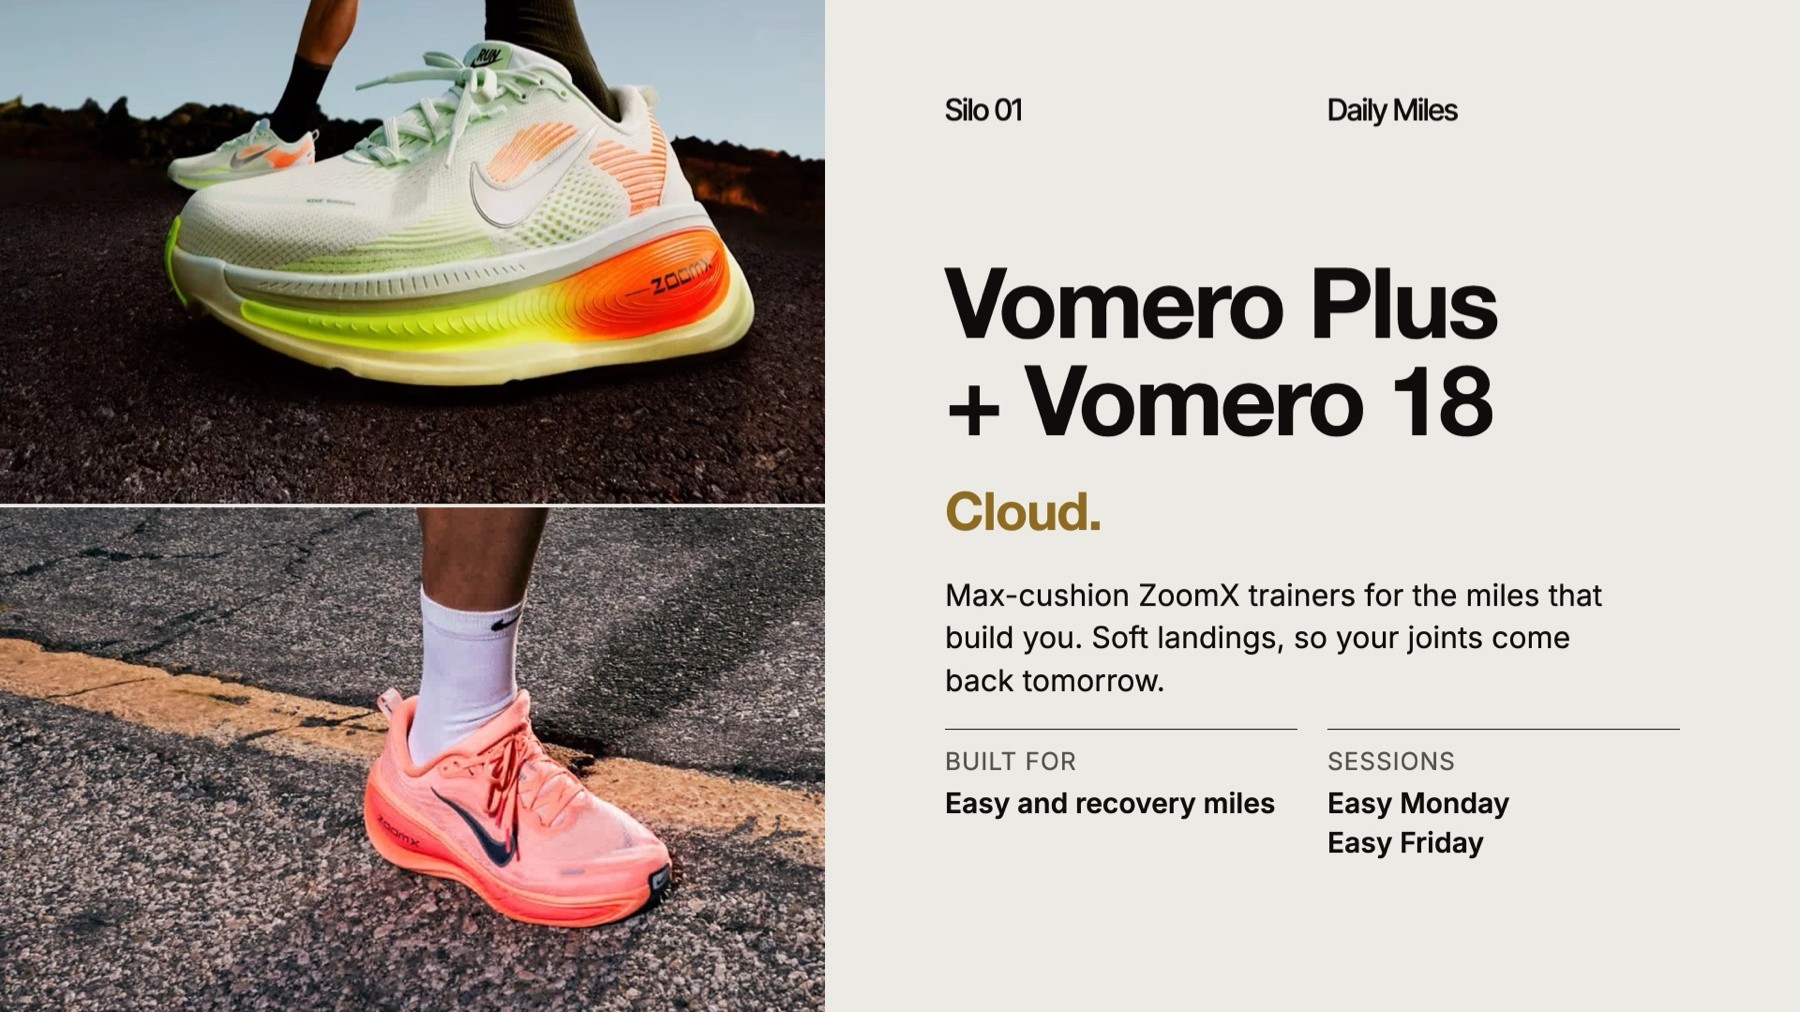 Silo 01
Daily Miles
Vomero Plus
+ Vomero 18
Cloud.
Max-cushion ZoomX trainers for the miles that
build you. Soft landings, so your joints come
back tomorrow.
BUILT FOR
Easy and recovery miles
SESSIONS
Easy Monday
Easy Friday
RUN
ZOOMX
ZOOMX